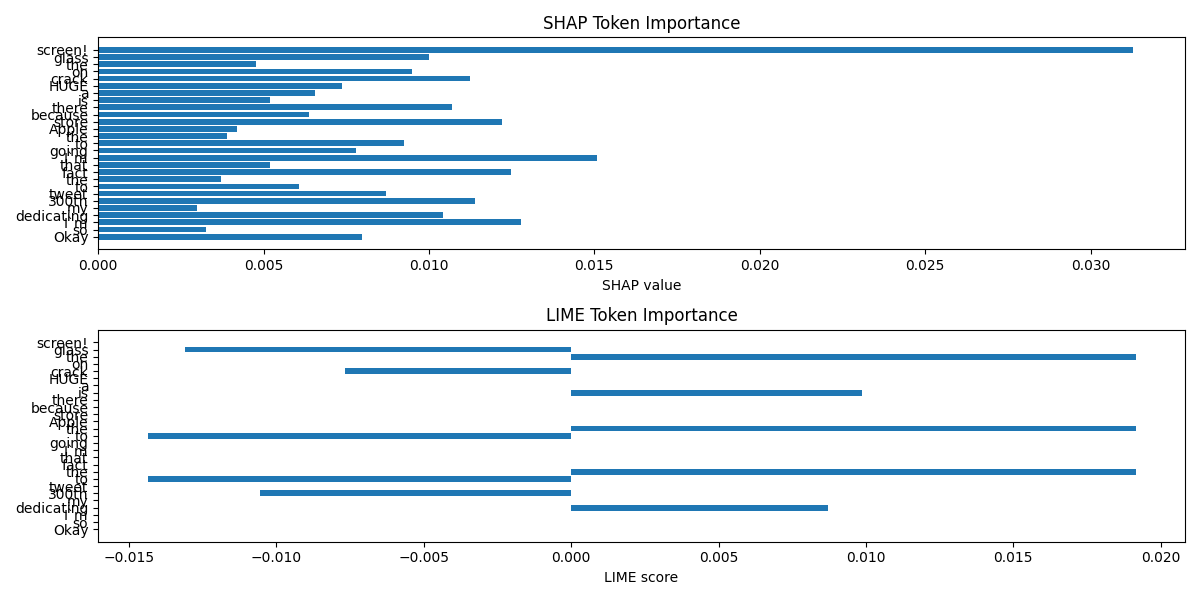 SHAP Token Importance
screen!
glass
the
on
crack
HUGE
a
is
there
because
store
Apple
the
to
going
I'm
that
fact
the
to
tweet
300th
my
dedicating
I'm
so
Okay
0.000 0.005 0.010 0.015 0.020 0.025 0.030
SHAP value
LIME Token Importance
screen!
glass
the
on
crack
HUGE
a
is
there
because
store
Apple
the
to
going
I'm
that
fact
the
to
tweet
300th
my
dedicating
I'm
so
Okay
−0.015 −0.010 −0.005 0.000 0.005 0.010 0.015 0.020
LIME score